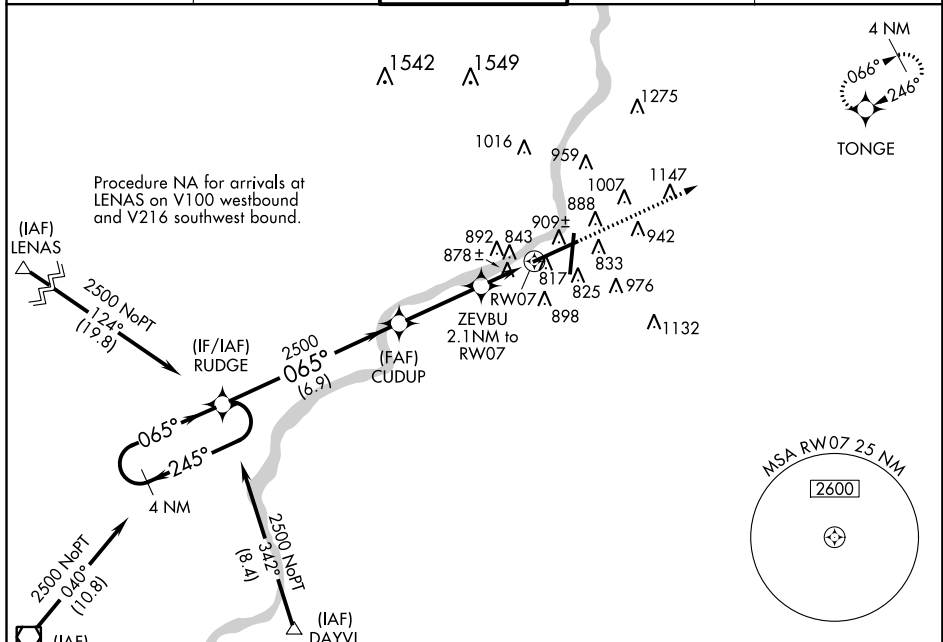 1542
1549
4 NM
066°
246°
TONGE
1275
1016
959
1007
1147
888
909±
942
892
843
878±
833
817
825
976
898
1132
RW07
Procedure NA for arrivals at
LENAS on V100 westbound
and V216 southwest bound.
(IAF)
LENAS
2500 NoPT
124°
(19.8)
(IF/IAF)
RUDGE
2500
065°
(6.9)
(FAF)
CUDUP
ZEVBU
2.1NM to
RW07
065°
245°
4 NM
2500 NoPT
040°
(10.8)
2500 NoPT
342°
(8.4)
MSA RW07 25 NM
2600
(IAF)
(IAF)
DAYVI